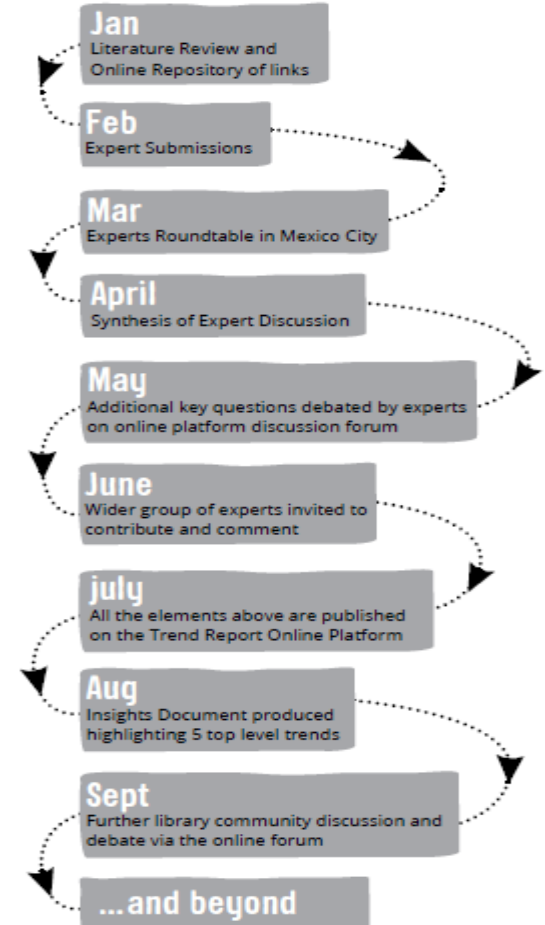 Jan
Literature Review and
Online Repository of links
Feb
Expert Submissions
Mar
Experts Roundtable in Mexico City
April
Synthesis of Expert Discussion
May
Additional key questions debated by experts
on online platform discussion forum
June
Wider group of experts invited to
contribute and comment
july
All the elements above are published
on the Trend Report Online Platform
Aug
Insights Document produced
highlighting 5 top level trends
Sept
Further library community discussion and
debate via the online forum
...and beyond